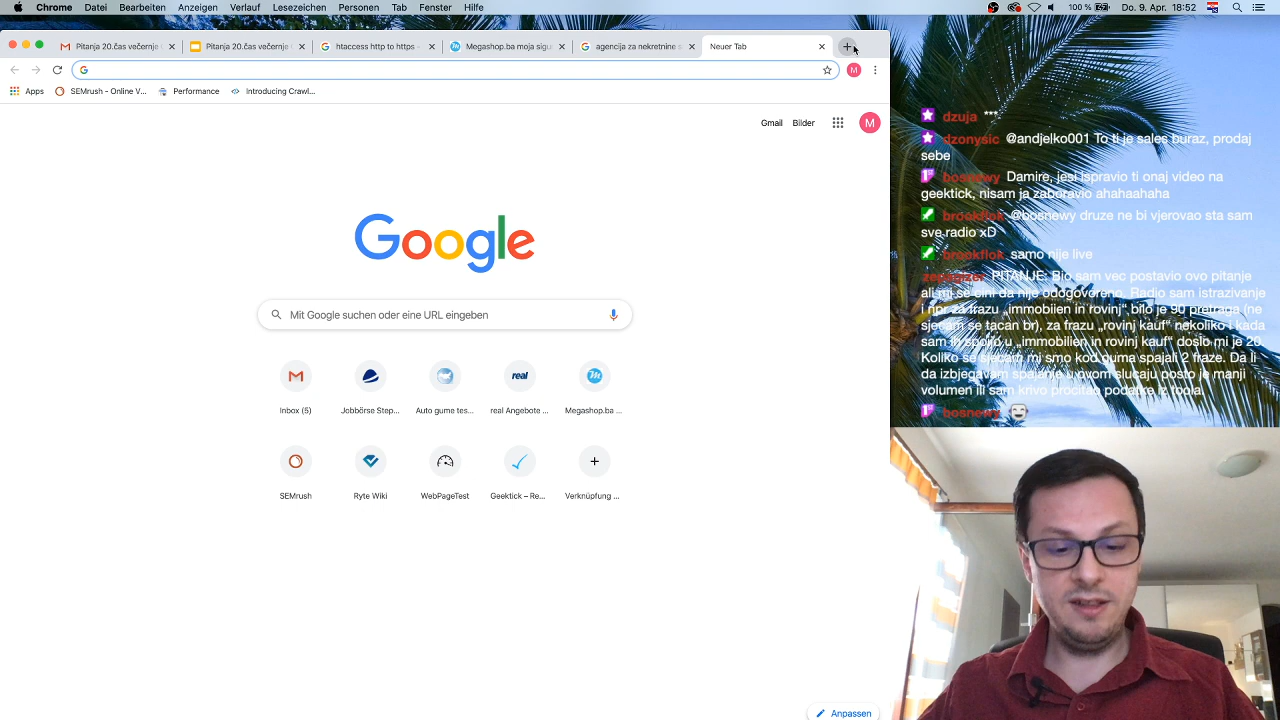 Chrome Datei Bearbeiten Anzeigen Verlauf Lesezeichen Personen Tab Fenster Hilfe 100 % Do. 9. Apr. 18:52
Pitanja 20.čas večernje Pitanja 20.čas večernje htaccess http to https - Megashop.ba moja sigu agencija za nekretnine s Neuer Tab
Apps SEMrush - Online V... Performance Introducing Crawl...
Gmail Bilder M
Google
Mit Google suchen oder eine URL eingeben
Inbox (5) Jobbörse Step... Auto gume tes... real Angebote ... Megashop.ba ...
SEMrush Ryte Wiki WebPageTest Geektick – Re... Verknüpfung ...
Anpassen
dzuja ***
dzonysic @andjelko001 To ti je sales buraz, prodaj
sebe
bosnewy Damire, jesi ispravio ti onaj video na
geektick, nisam ja zaboravio ahahaahaha
brookflok @bosnewy druze ne bi vjerovao sta sam
sve radio xD
brookflok samo nije live
PITANJE: Bio sam vec postavio ovo pitanje
ali mi se cini da nije odogovoreno. Radio sam istrazivanje
i npr za frazu „immobilen in rovinj“ bilo je 90 pretraga (ne
sjecam se tacan br), za frazu „rovinj kauf“ nekoliko i kada
sam ih spojio u „immobilien in rovinj kauf“ doslo mi je 20.
Koliko se sjecam mi smo kod guma spajali 2 fraze. Da li
da izbjegavam spajanje u ovom slucaju posto je manji
volumen ili sam krivo procitao podatke iz toola.
bosnewy